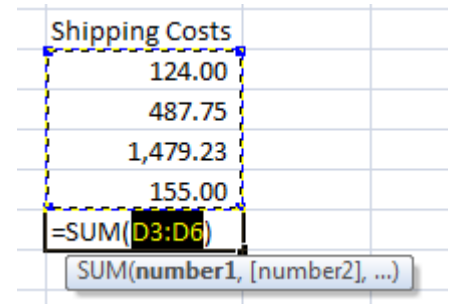 Shipping Costs
124.00
487.75
1,479.23
155.00
=SUM(D3:D6)
SUM(number1, [number2], ...)